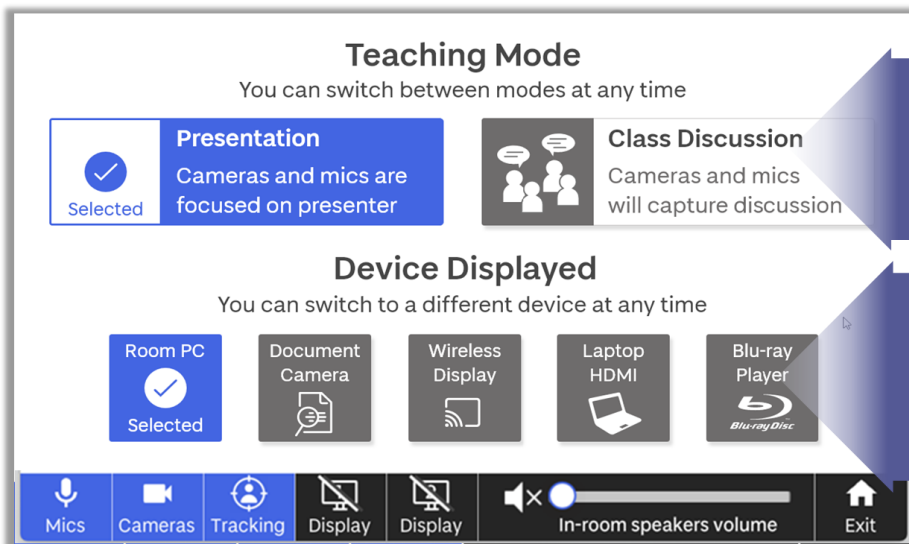 Teaching Mode
You can switch between modes at any time
Presentation
Cameras and mics are
focused on presenter
Selected
Class Discussion
Cameras and mics
will capture discussion
Device Displayed
You can switch to a different device at any time
Room PC
Selected
Document
Camera
Wireless
Display
Laptop
HDMI
Blu-ray
Player
Blu-ray Disc
Mics
Cameras
Tracking
Display
Display
In-room speakers volume
Exit